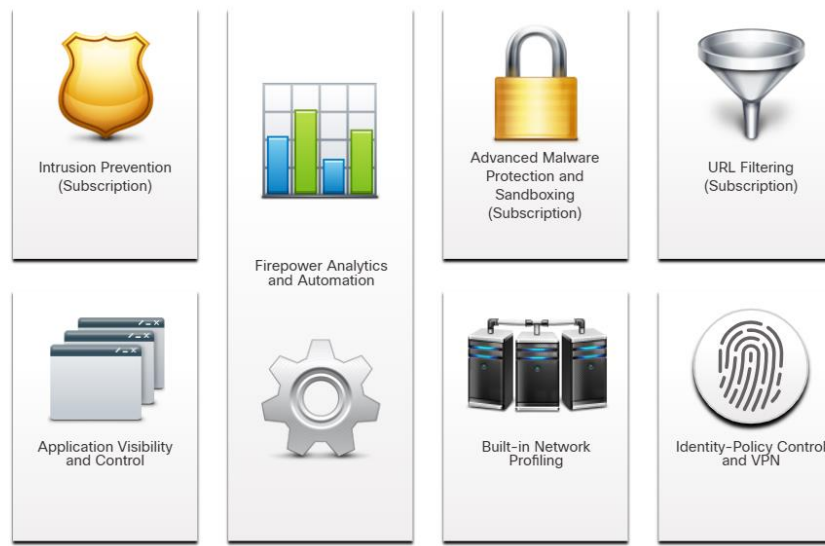 Intrusion Prevention
(Subscription)
Firepower Analytics
and Automation
Advanced Malware
Protection and
Sandboxing
(Subscription)
URL Filtering
(Subscription)
Application Visibility
and Control
Built-in Network
Profiling
Identity-Policy Control
and VPN